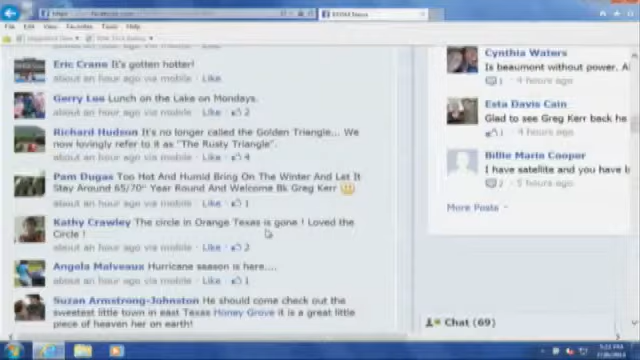 File Edit View Favorites Tools Help
Eric Crane It's gotten hotter!
about an hour ago via mobile · Like
Gerry Lee Lunch on the Lake on Mondays.
about an hour ago · Like · 2
Richard Hudson It's no longer called the Golden Triangle... We
now lovingly refer to it as "The Rusty Triangle".
about an hour ago via mobile · Like · 4
Pam Dugas Too Hot And Humid Bring On The Winter And Let It
Stay Around 65/70° Year Round And Welcome Bk Greg Kerr
about an hour ago · Like · 1
Kathy Crawley The circle in Orange Texas is gone ! Loved the
Circle !
about an hour ago via mobile · Like · 2
Angela Malveaux Hurricane season is here....
about an hour ago via mobile · Like · 1
Suzan Armstrong-Johnston He should come check out the
sweetest little town in east Texas Honey Grove it is a great little
piece of heaven her on earth!
Cynthia Waters
Is beaumont without power. A
1 · 4 hours ago
Esta Davis Cain
Glad to see Greg Kerr back he
1 · 4 hours ago
Billie Marie Cooper
I have satellite and you have b
2 · 5 hours ago
More Posts
Chat (69)